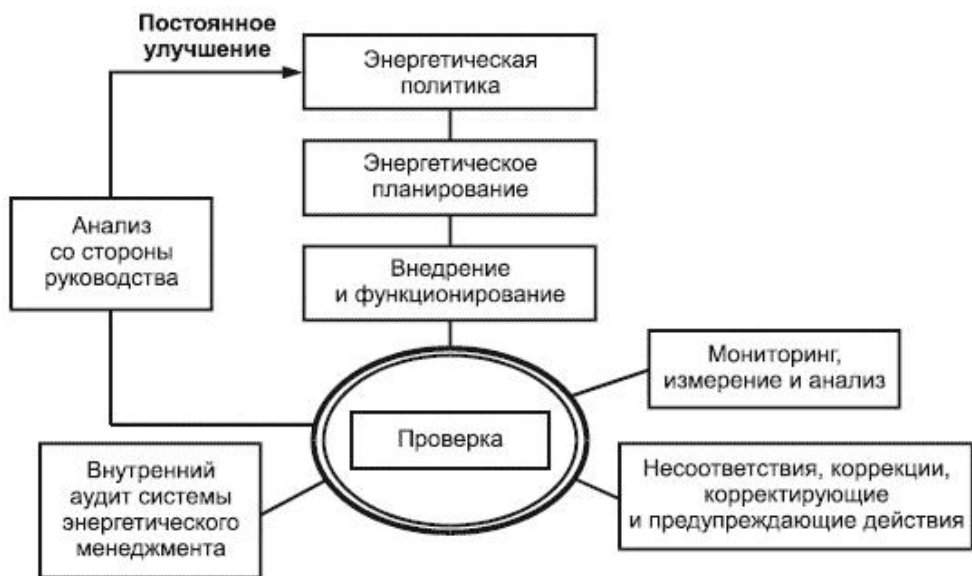 Постоянное
улучшение
Энергетическая
политика
Энергетическое
планирование
Анализ
со стороны
руководства
Внедрение
и функционирование
Мониторинг,
измерение и анализ
Проверка
Внутренний
аудит системы
энергетического
менеджмента
Несоответствия, коррекции,
корректирующие
и предупреждающие действия